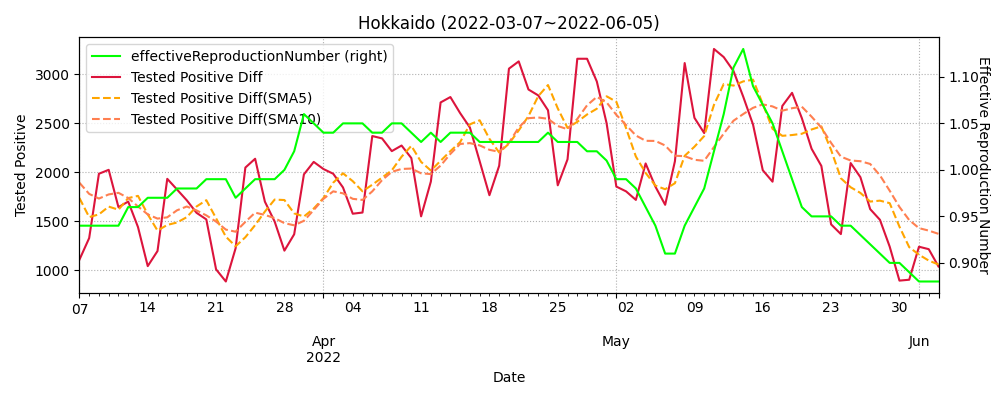 Hokkaido (2022-03-07~2022-06-05)
effectiveReproductionNumber (right)
Tested Positive Diff
Tested Positive Diff(SMA5)
Tested Positive Diff(SMA10)
Tested Positive
3000
2500
2000
1500
1000
Effective Reproduction Number
1.10
1.05
1.00
0.95
0.90
07 14 21 28 04 11 18 25 02 09 16 23 30
Apr May Jun
2022
Date